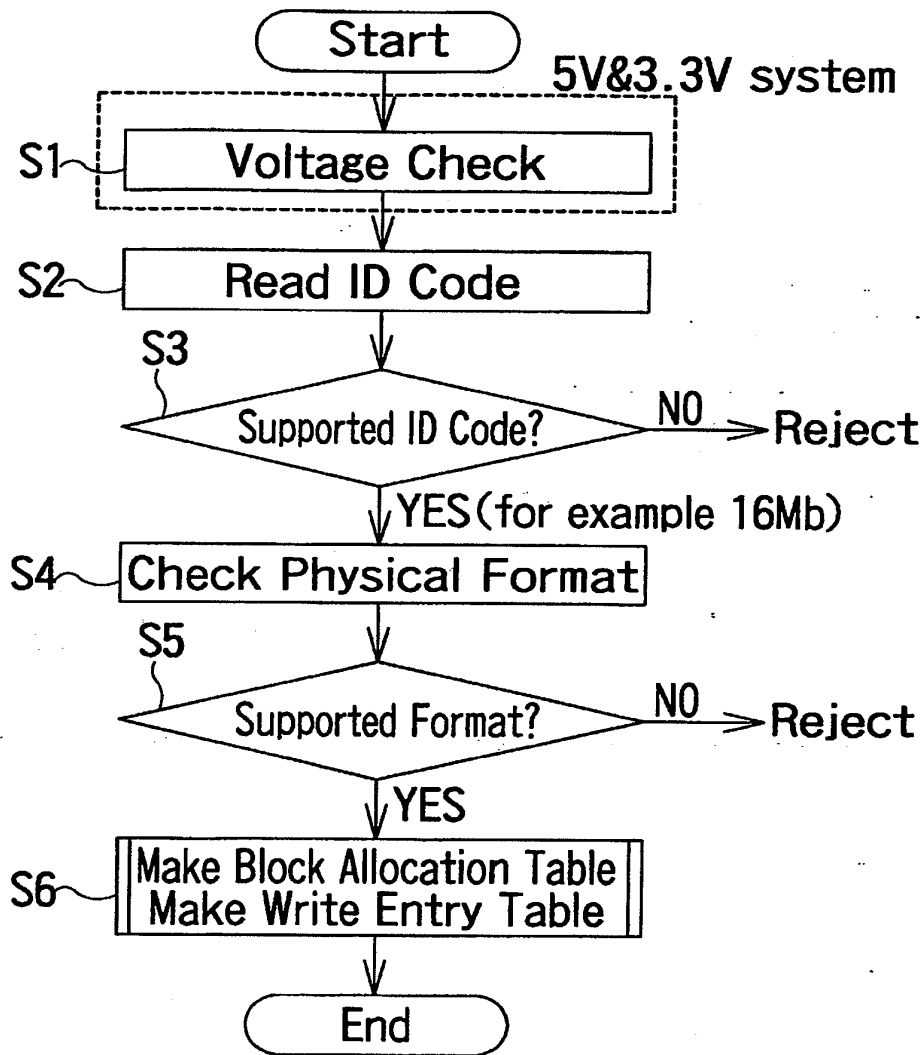 Start
5V&3.3V system
S1
Voltage Check
S2
Read ID Code
S3
Supported ID Code?
NO
Reject
YES(for example 16Mb)
S4
Check Physical Format
S5
Supported Format?
NO
Reject
YES
S6
Make Block Allocation Table
Make Write Entry Table
End